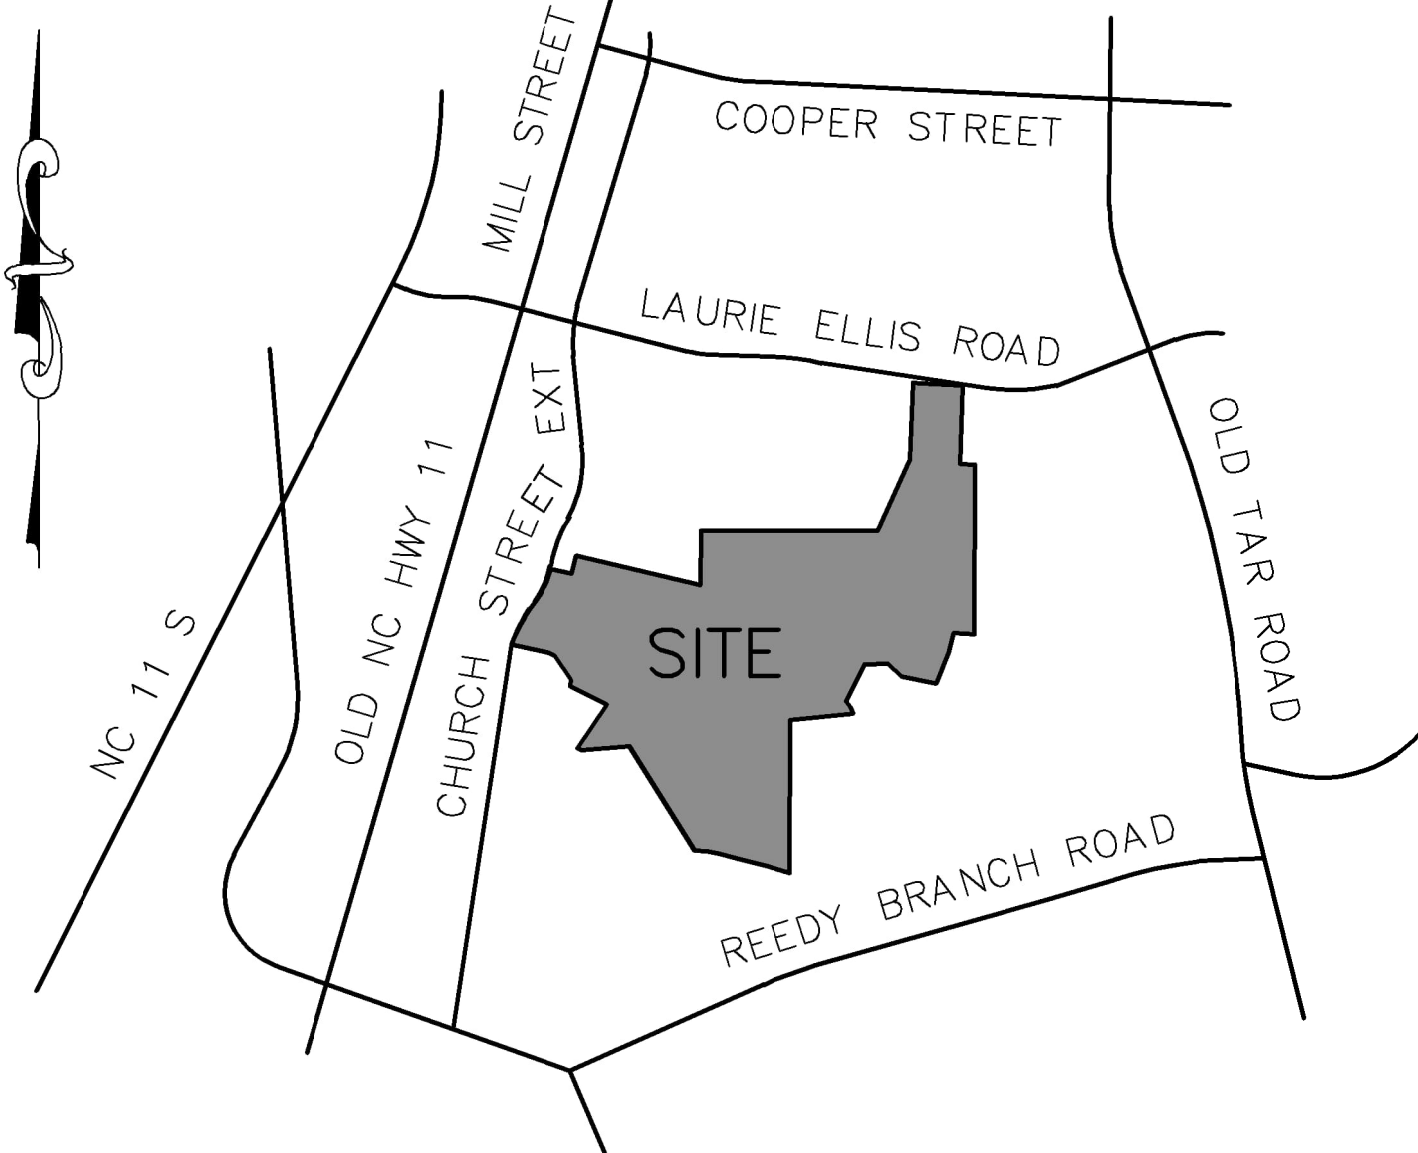 MILL STREET
COOPER STREET
LAURIE ELLIS ROAD
CHURCH STREET EXT
OLD NC HWY 11
OLD TAR ROAD
NC 11 S
SITE
REEDY BRANCH ROAD